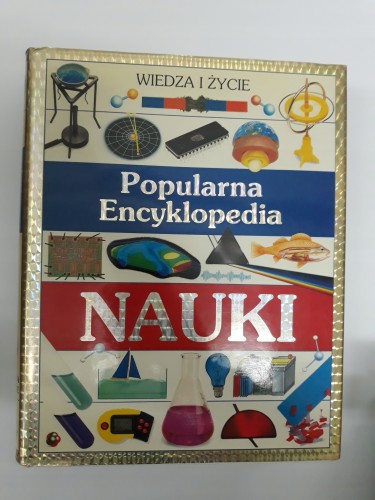 WIEDZA I ŻYCIE
Popularna
Encyklopedia
NAUKI